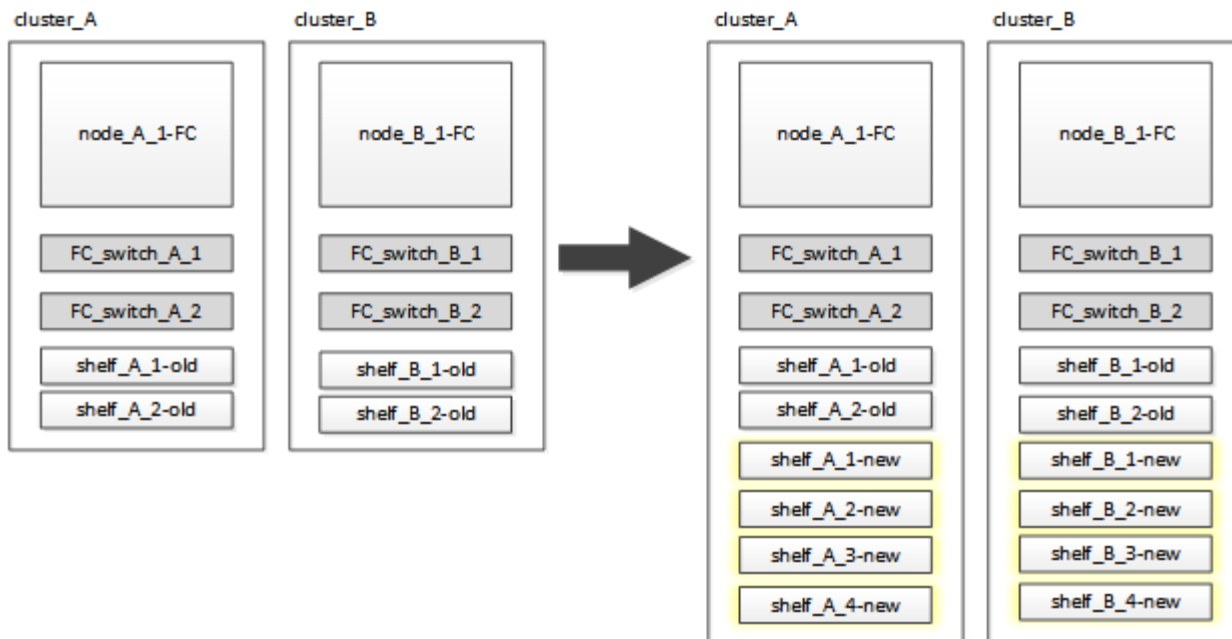 cluster_A
node_A_1-FC
FC_switch_A_1
FC_switch_A_2
shelf_A_1-old
shelf_A_2-old
cluster_B
node_B_1-FC
FC_switch_B_1
FC_switch_B_2
shelf_B_1-old
shelf_B_2-old
cluster_A
node_A_1-FC
FC_switch_A_1
FC_switch_A_2
shelf_A_1-old
shelf_A_2-old
shelf_A_1-new
shelf_A_2-new
shelf_A_3-new
shelf_A_4-new
cluster_B
node_B_1-FC
FC_switch_B_1
FC_switch_B_2
shelf_B_1-old
shelf_B_2-old
shelf_B_1-new
shelf_B_2-new
shelf_B_3-new
shelf_B_4-new